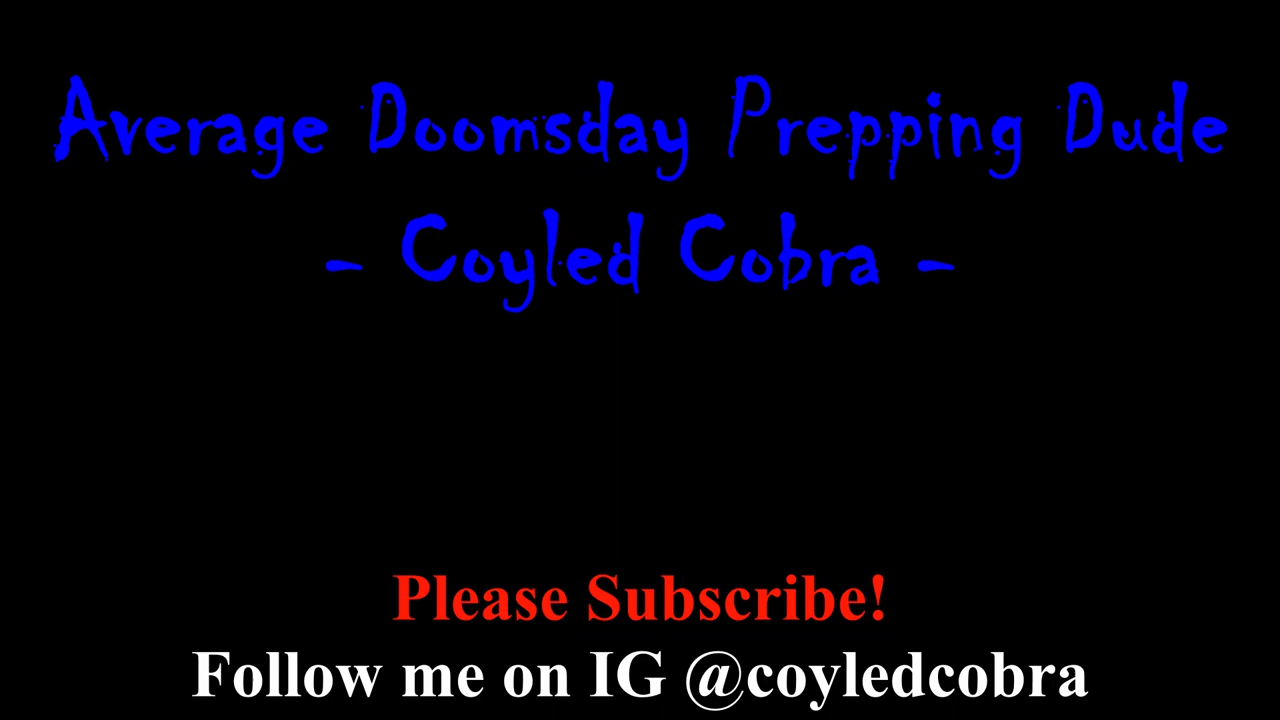 Average Doomsday Prepping Dude
- Coyled Cobra -
Please Subscribe!
Follow me on IG @coyledcobra